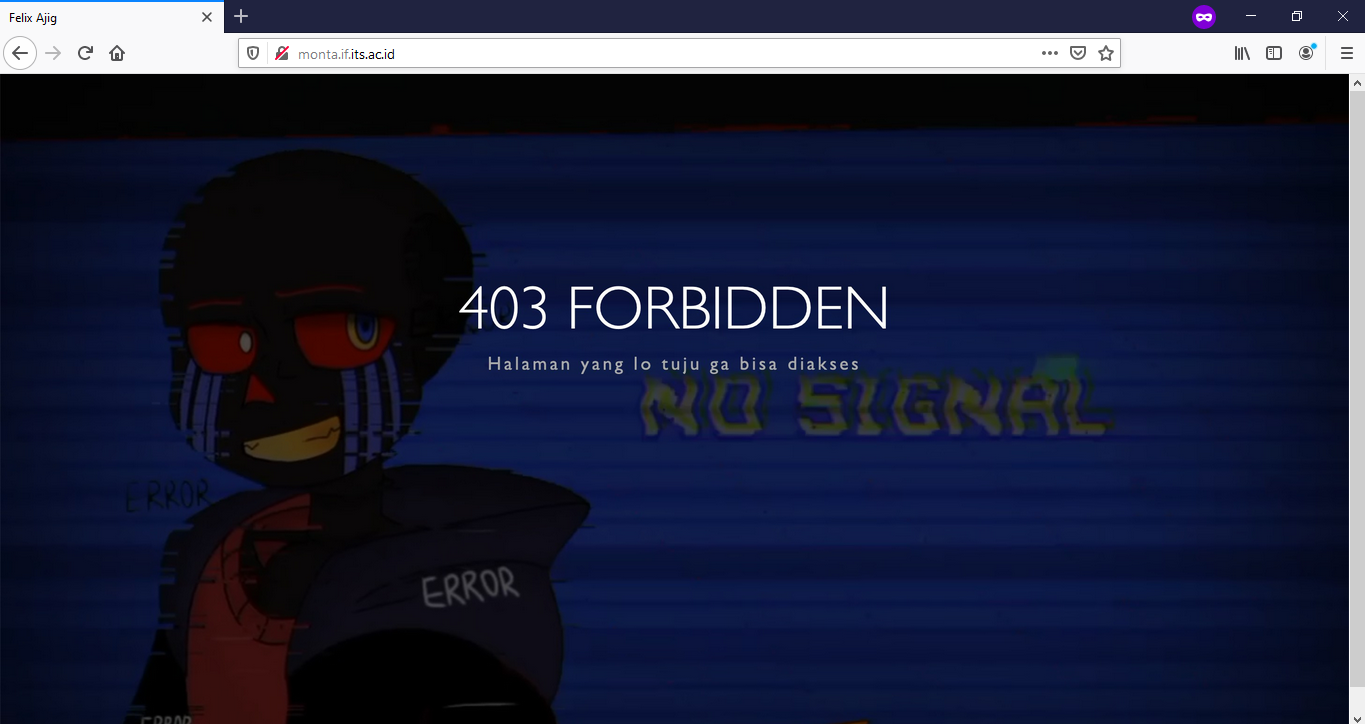 Felix Ajig
monta.if.its.ac.id
403 FORBIDDEN
Halaman yang lo tuju ga bisa diakses
NO SIGNAL
ERROR
ERROR
ERROR